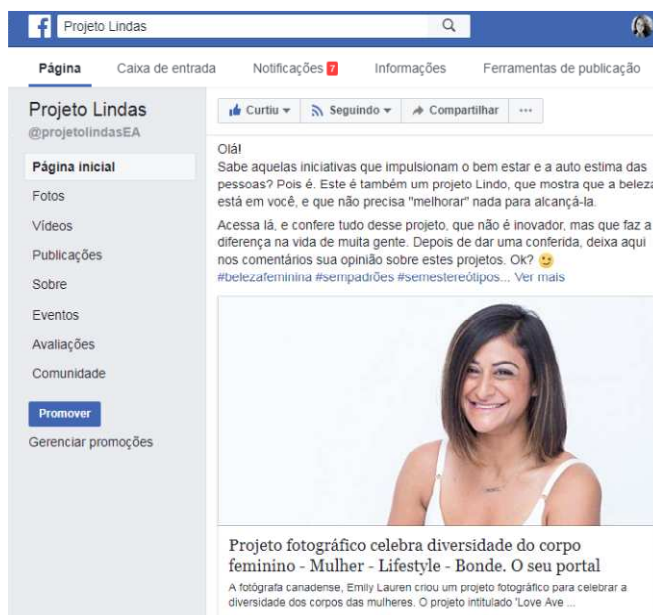 Projeto Lindas
Página Caixa de entrada Notificações 7 Informações Ferramentas de publicação
Projeto Lindas
@projetolindasEA
Página inicial
Fotos
Vídeos
Publicações
Sobre
Eventos
Avaliações
Comunidade
Promover
Gerenciar promoções
Curtiu Seguindo Compartilhar ...
Olá!
Sabe aquelas iniciativas que impulsionam o bem estar e a auto estima das
pessoas? Pois é. Este é também um projeto Lindo, que mostra que a beleza
está em você, e que não precisa "melhorar" nada para alcançá-la.
Acessa lá, e confere tudo desse projeto, que não é inovador, mas que faz a
diferença na vida de muita gente. Depois de dar uma conferida, deixa aqui
nos comentários sua opinião sobre estes projetos. Ok? 😉
#belezafeminina #sempadrões #semestereótipos... Ver mais
Projeto fotográfico celebra diversidade do corpo
feminino - Mulher - Lifestyle - Bonde. O seu portal
A fotógrafa canadense, Emily Lauren criou um projeto fotográfico para celebrar a
diversidade dos corpos das mulheres. O projeto intitulado 'Love Ave ...